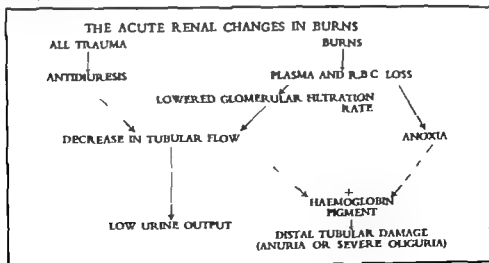 THE ACUTE RENAL CHANGES IN BURNS
ALL TRAUMA
BURNS
ANTIDIURESIS
PLASMA AND R.B.C LOSS
LOWERED GLOMERULAR FILTRATION
RATE
DECREASE IN TUBULAR FLOW
ANOXIA
+
HAEMOGLOBIN
PIGMENT
LOW URINE OUTPUT
DISTAL TUBULAR DAMAGE
(ANURIA OR SEVERE OLIGURIA)